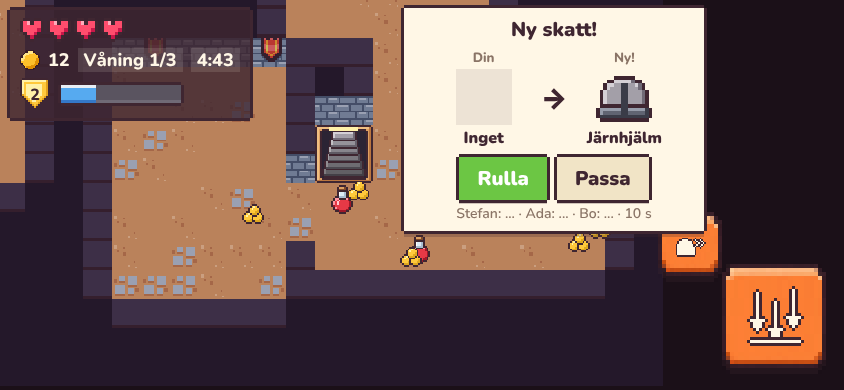 12 Våning 1/3 4:43
2
Ny skatt!
Din Ny!
Inget Järnhjälm
Rulla Passa
Stefan: ... · Ada: ... · Bo: ... · 10 s